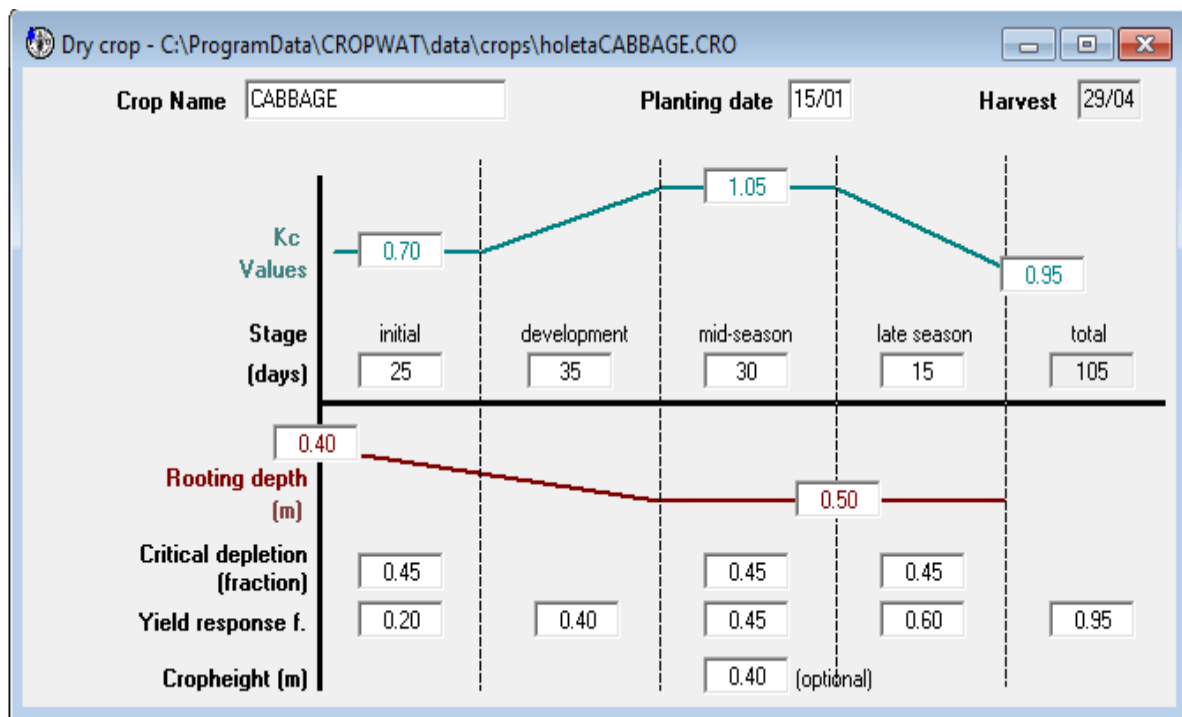 Dry crop - C:\ProgramData\CROPWAT\data\crops\holetaCABBAGE.CRO
Crop Name CABBAGE Planting date 15/01 Harvest 29/04
1.05
Kc 0.70
Values 0.95
Stage initial development mid-season late season total
(days) 25 35 30 15 105
0.40
Rooting depth 0.50
(m)
Critical depletion
(fraction) 0.45 0.45 0.45
Yield response f. 0.20 0.40 0.45 0.60 0.95
Cropheight (m) 0.40 (optional)